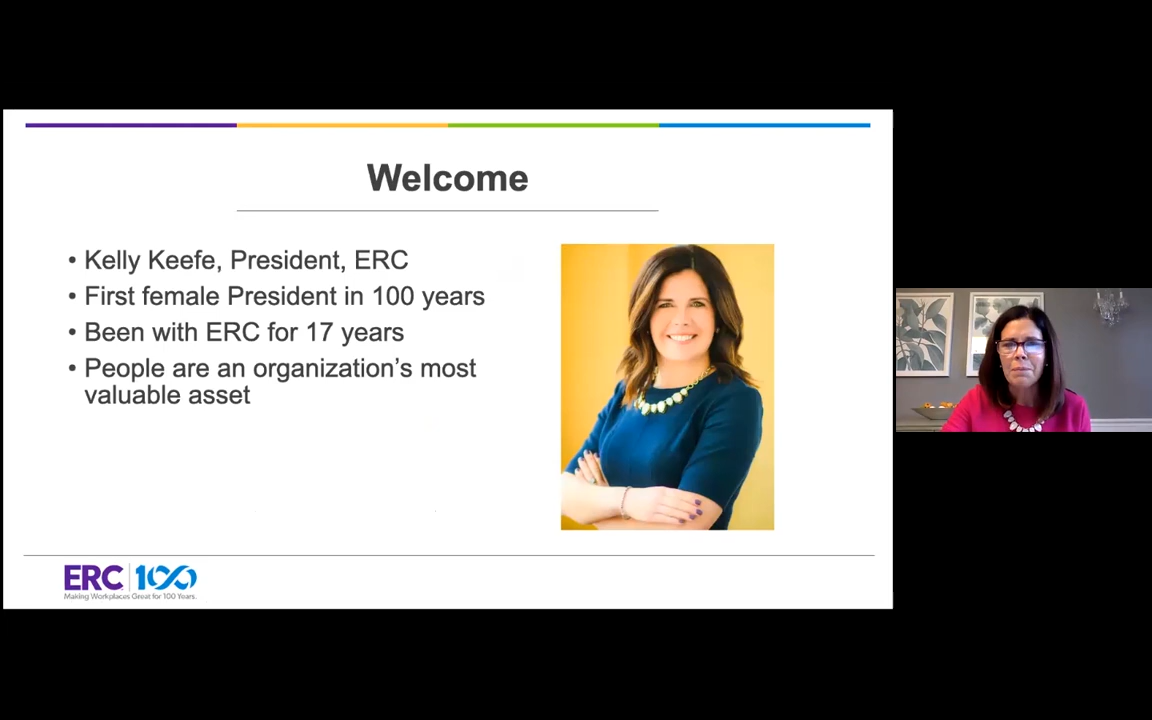 Welcome
• Kelly Keefe, President, ERC
• First female President in 100 years
• Been with ERC for 17 years
• People are an organization’s most
valuable asset
ERC 100
Making Workplaces Great for 100 Years.